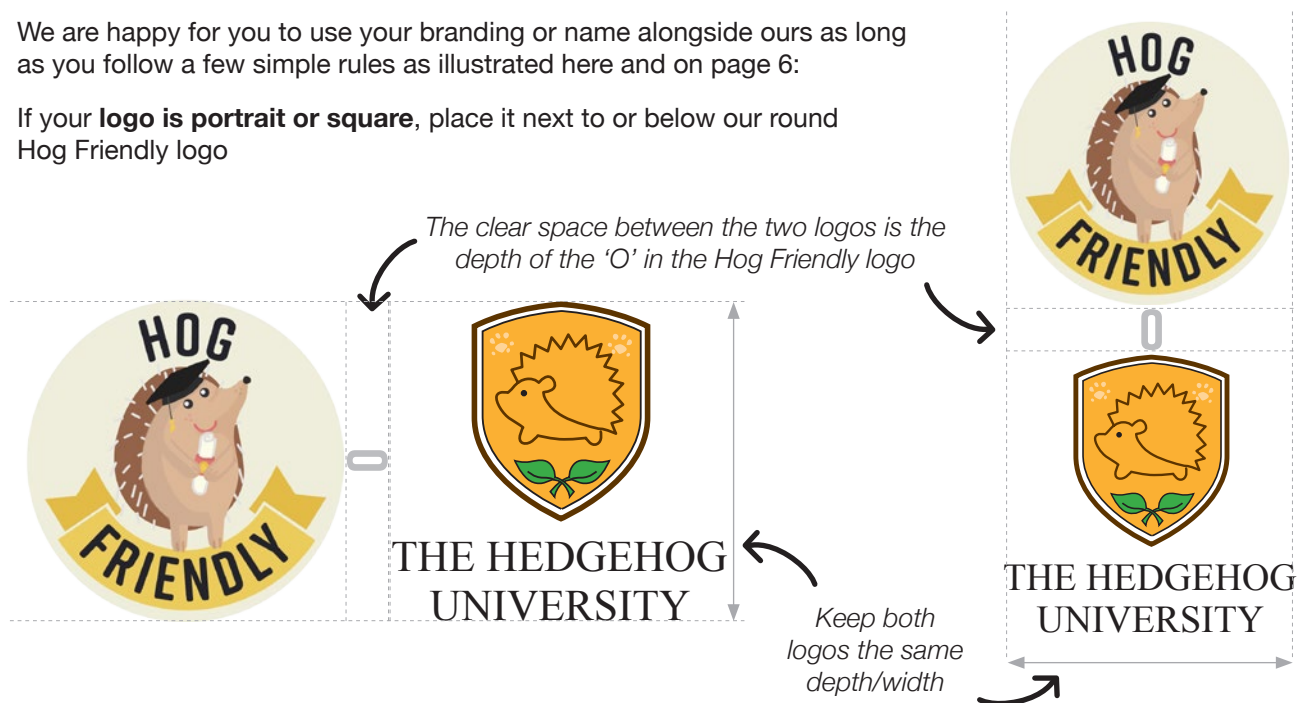 We are happy for you to use your branding or name alongside ours as long
as you follow a few simple rules as illustrated here and on page 6:
If your logo is portrait or square, place it next to or below our round
Hog Friendly logo
HOG
FRIENDLY
The clear space between the two logos is the
depth of the ‘O’ in the Hog Friendly logo
HOG
FRIENDLY
O
THE HEDGEHOG
UNIVERSITY
O
THE HEDGEHOG
UNIVERSITY
Keep both
logos the same
depth/width